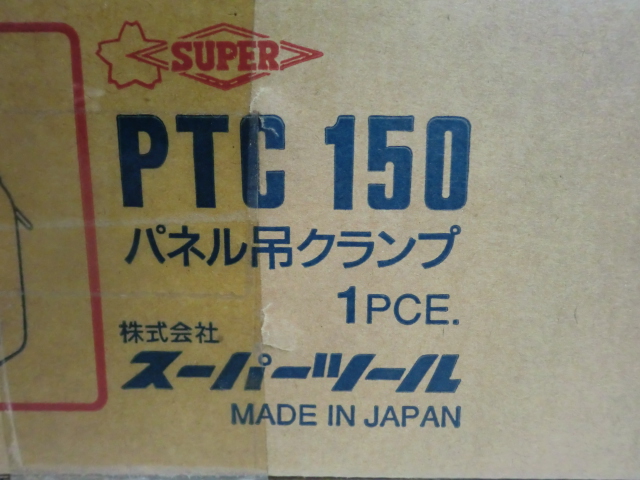 SUPER
PTC 150
パネル吊クランプ
1PCE.
株式会社
スーパーツール
MADE IN JAPAN